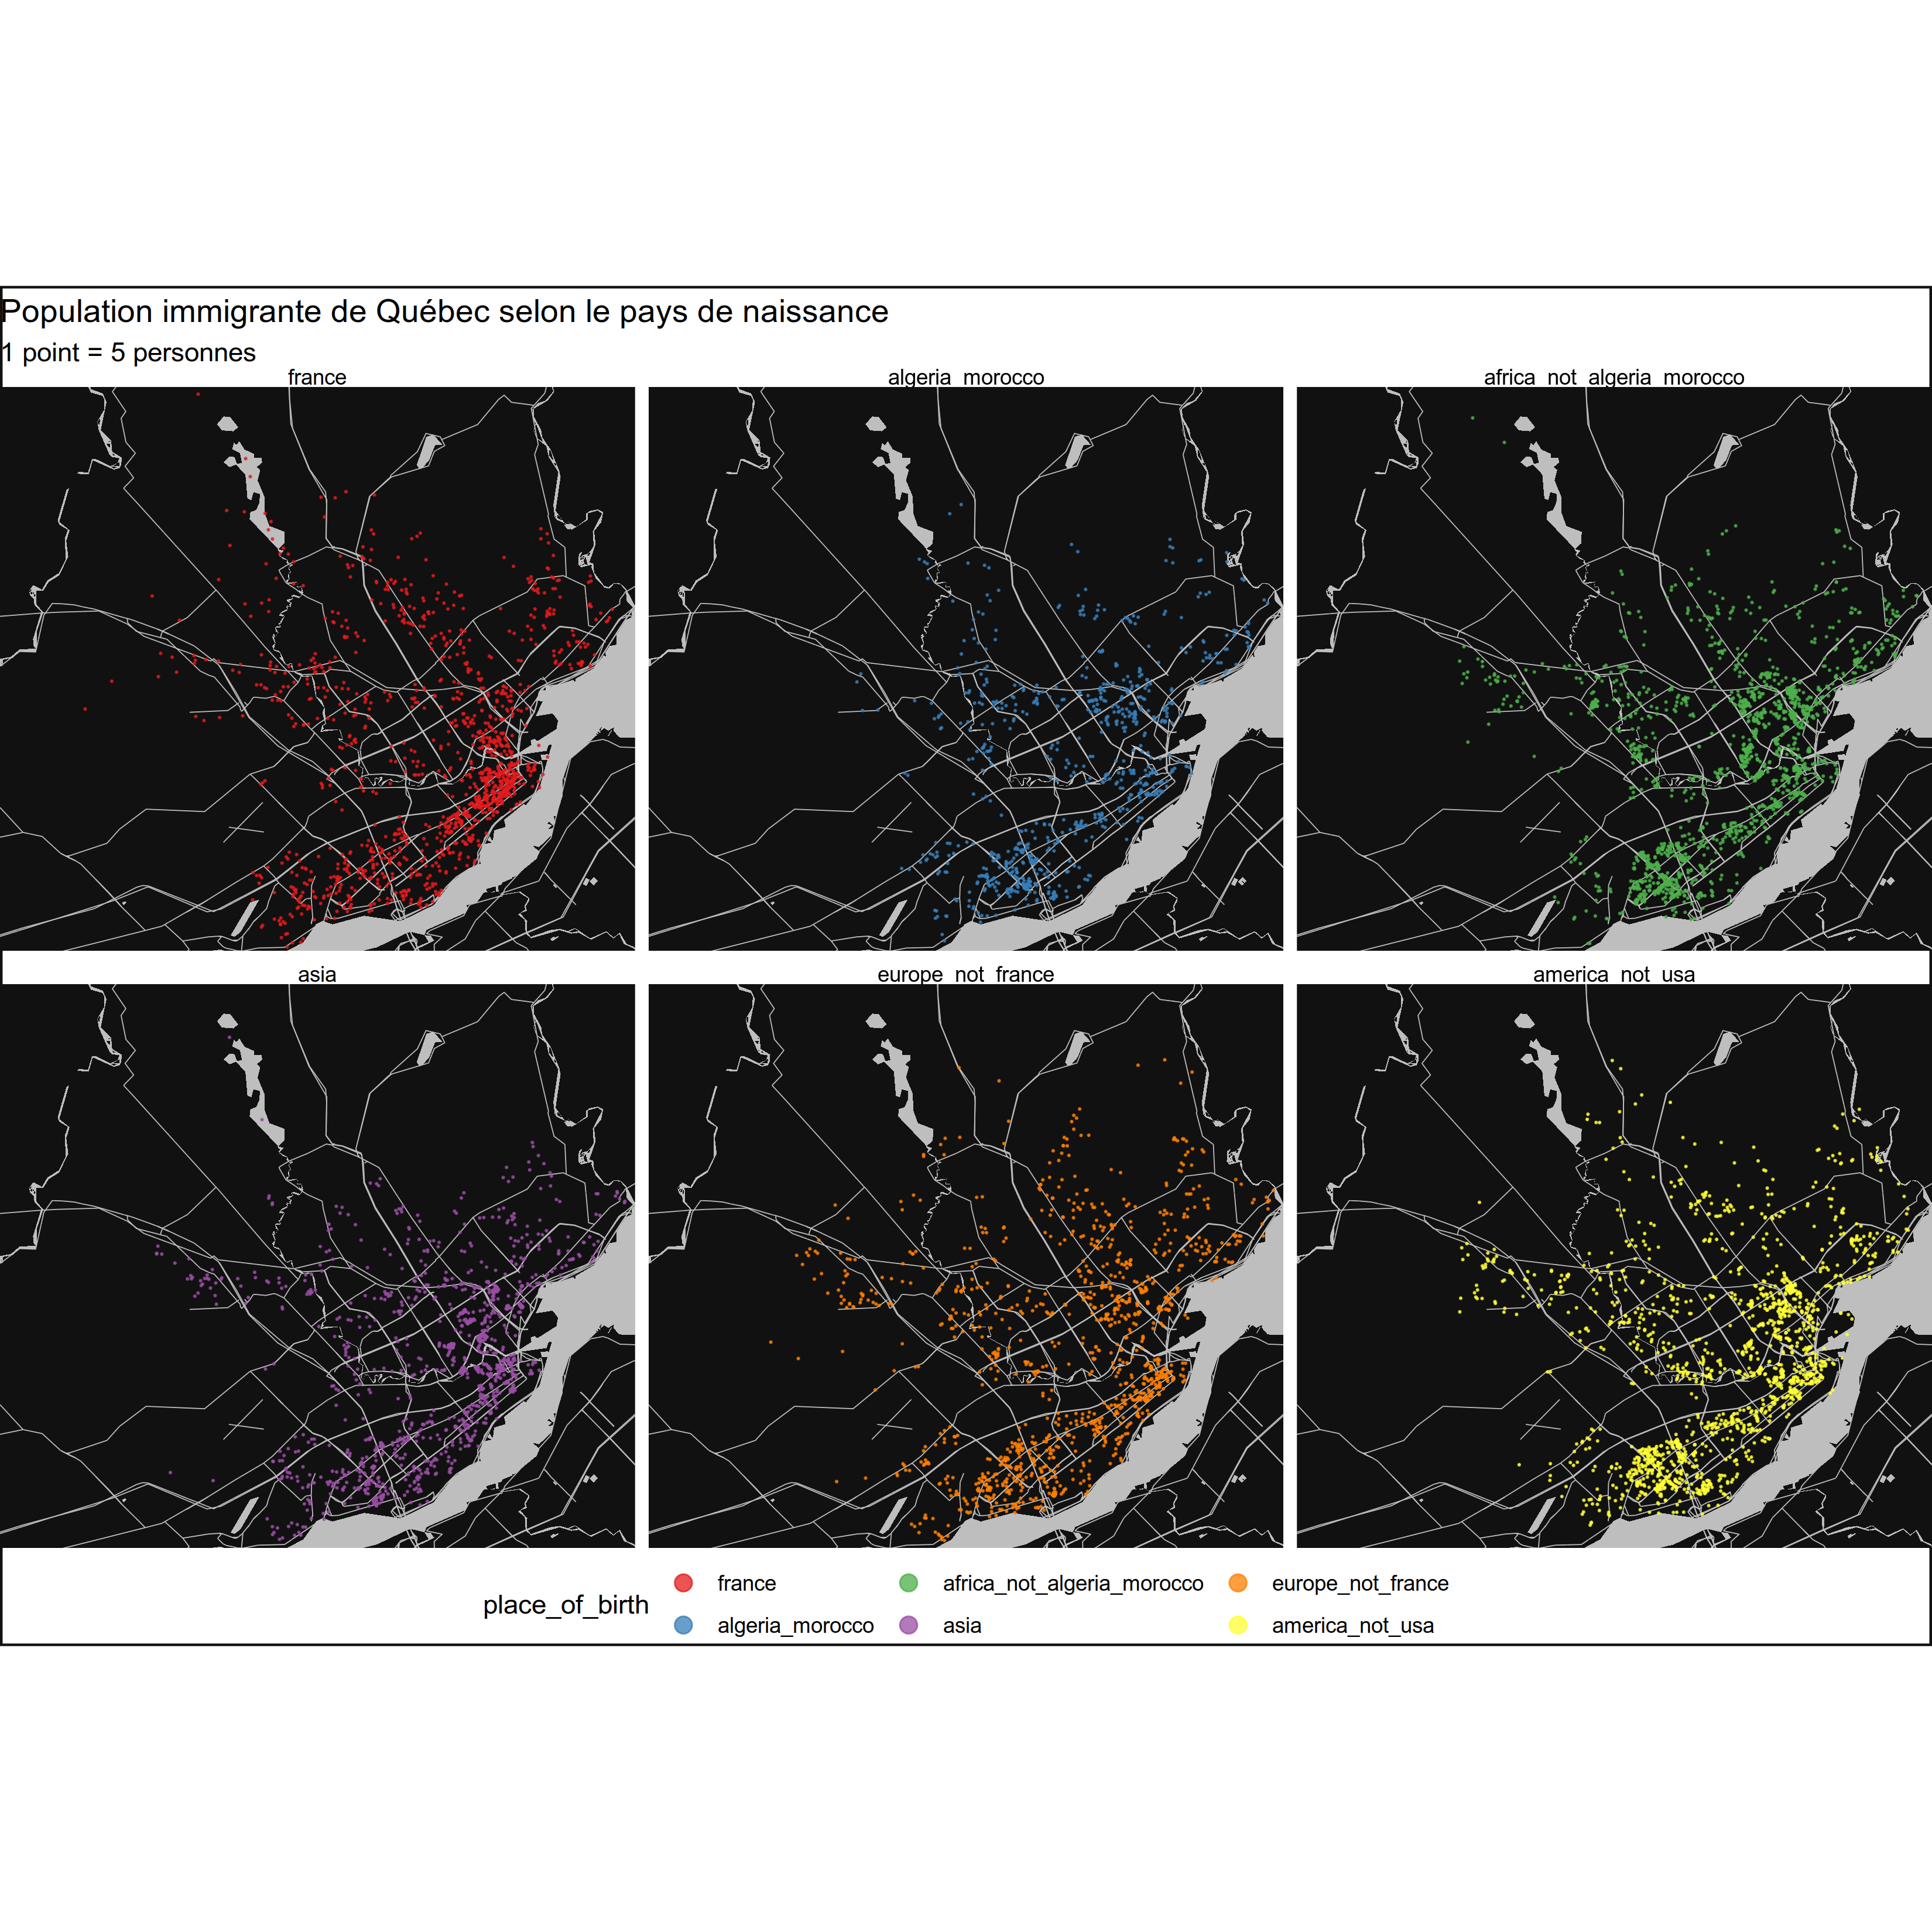 Population immigrante de Québec selon le pays de naissance
1 point = 5 personnes
france
algeria_morocco
africa_not_algeria_morocco
asia
europe_not_france
america_not_usa
place_of_birth
france
africa_not_algeria_morocco
europe_not_france
algeria_morocco
asia
america_not_usa